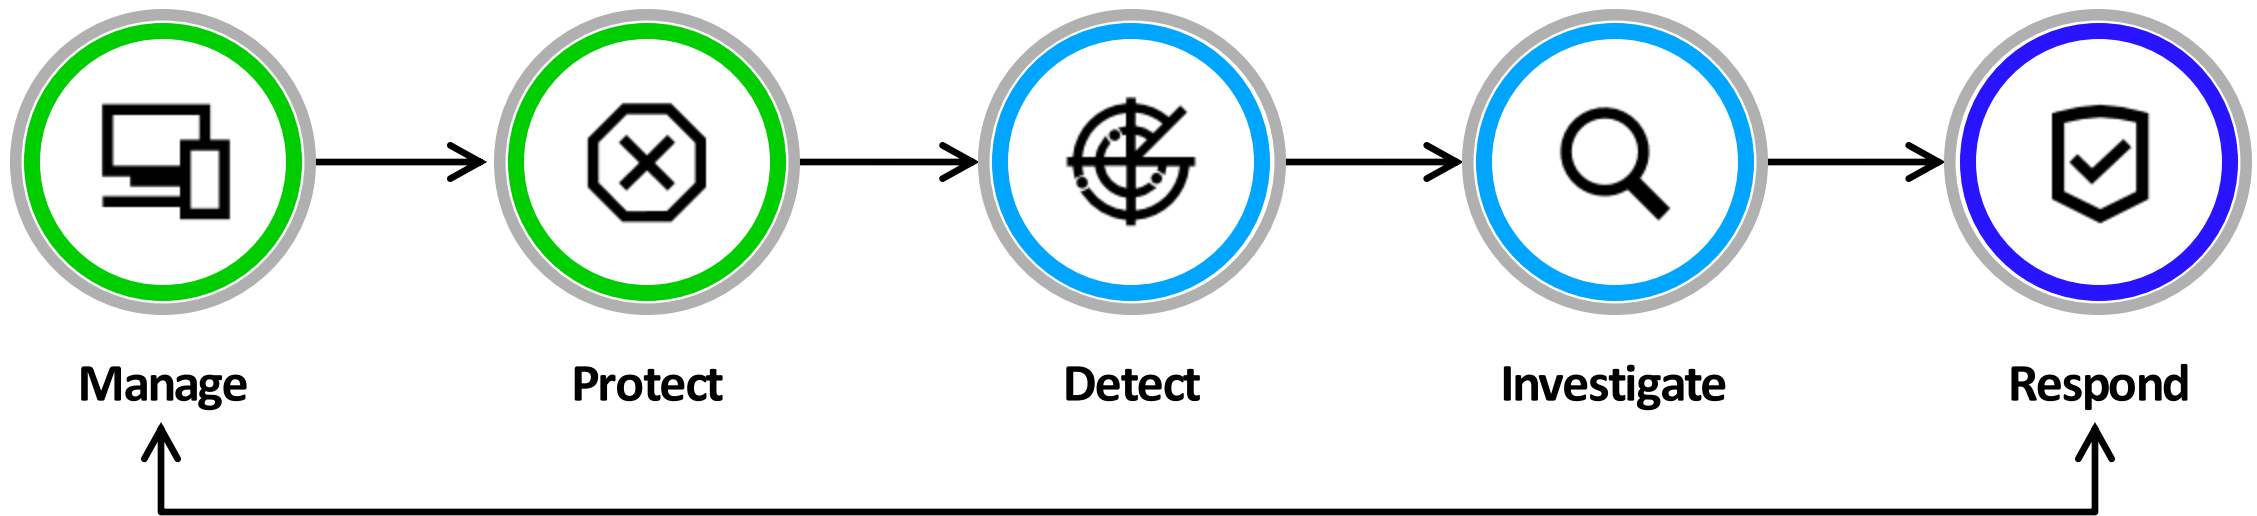 Manage
Protect
Detect
Investigate
Respond